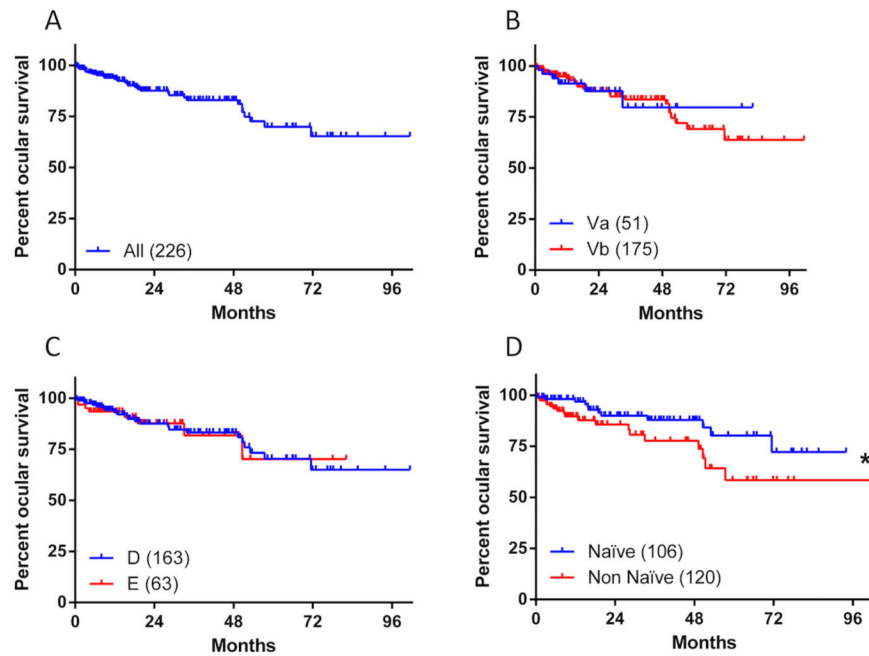 A
Percent ocular survival
100
75
50
25
0
All (226)
0 24 48 72 96
Months
B
Percent ocular survival
100
75
50
25
0
Va (51)
Vb (175)
0 24 48 72 96
Months
C
Percent ocular survival
100
75
50
25
0
D (163)
E (63)
0 24 48 72 96
Months
D
Percent ocular survival
100
75
50
25
0
*
Naïve (106)
Non Naïve (120)
0 24 48 72 96
Months